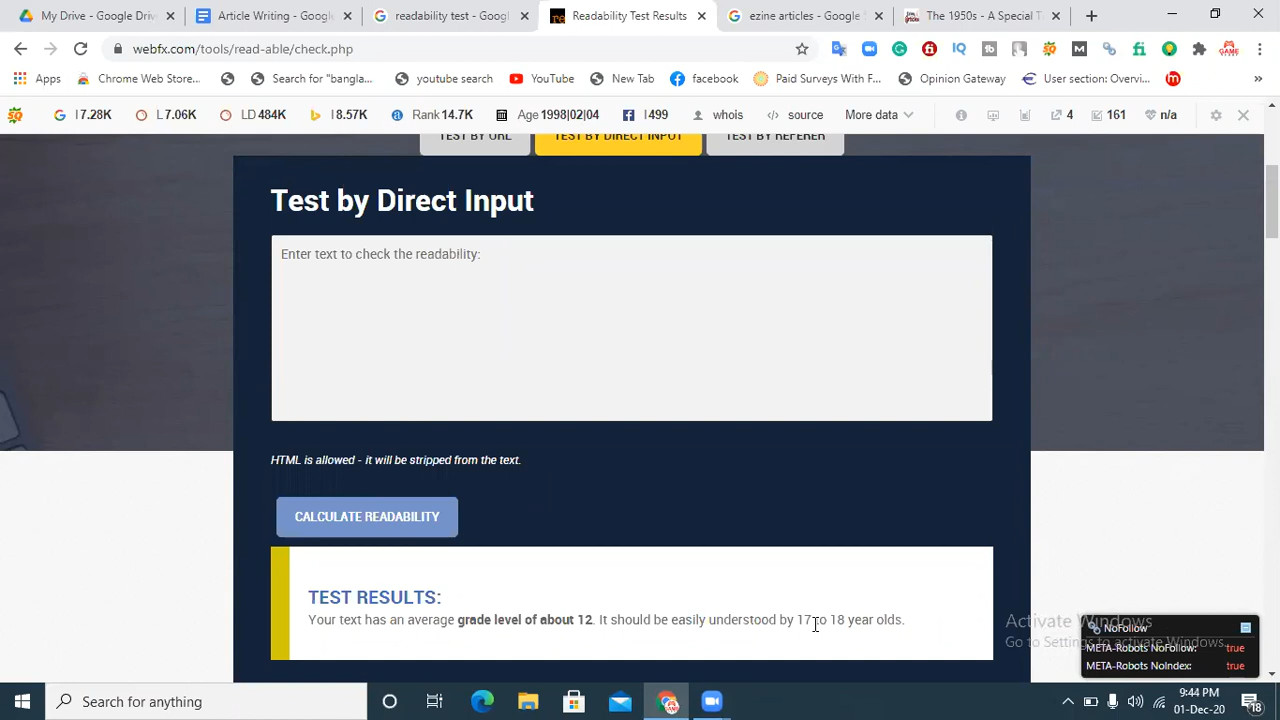 My Drive - Google Driv
Article Writing - Google
readability test - Google
Readability Test Results
ezine articles - Google S
The 1950s - A Special T
webfx.com/tools/read-able/check.php
Apps
Chrome Web Store...
Search for "bangla...
youtube search
YouTube
New Tab
facebook
Paid Surveys With F...
Opinion Gateway
User section: Overvi...
I 7.28K
L 7.06K
LD 484K
I 8.57K
Rank 14.7K
Age 1998|02|04
I 499
whois
source
More data
4
161
n/a
TEST BY URL
TEST BY DIRECT INPUT
TEST BY REFERER
Test by Direct Input
Enter text to check the readability:
HTML is allowed - it will be stripped from the text.
CALCULATE READABILITY
TEST RESULTS:
Your text has an average grade level of about 12. It should be easily understood by 17 to 18 year olds.
Activate Windows
Go to Settings to activate Windows.
NoFollow
META-Robots NoFollow: true
META-Robots NoIndex: true
Search for anything
9:44 PM
01-Dec-20
18